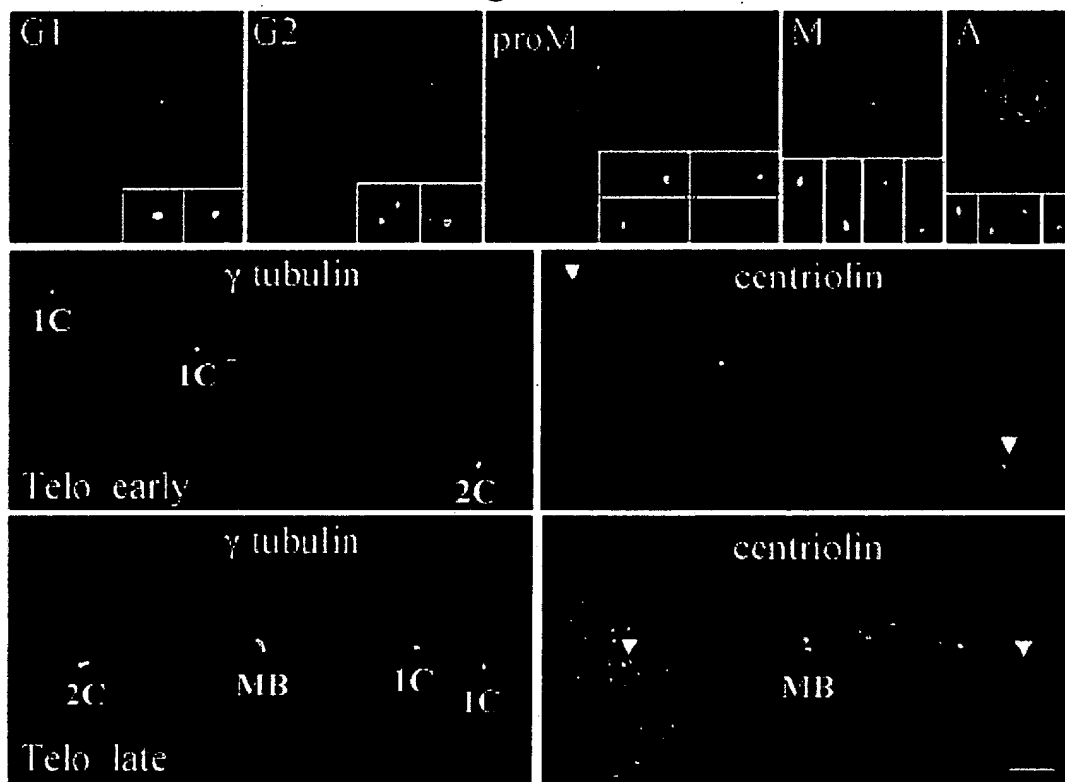 G1 G2 proM M A
γ tubulin centriolin
1C
1C
2C
Telo early
γ tubulin centriolin
2C MB 1C 1C MB
Telo late